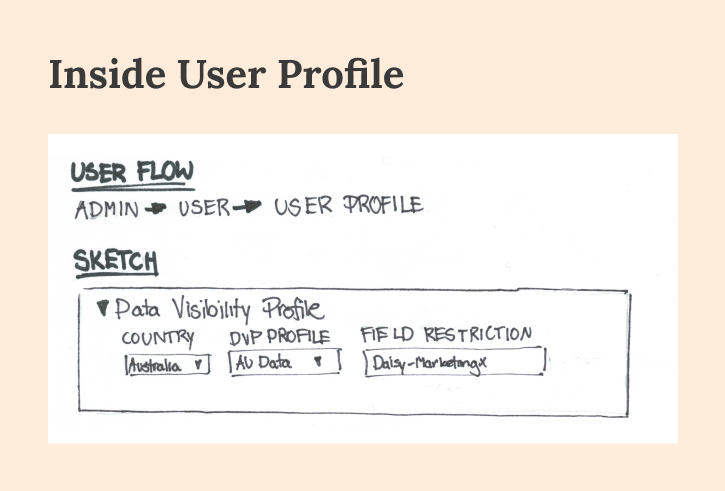 Inside User Profile
USER FLOW
ADMIN → USER → USER PROFILE
SKETCH
▼ Data Visibility Profile
COUNTRY DVP PROFILE FIELD RESTRICTION
Australia ▼ AU Data ▼ Daisy-Marketingx